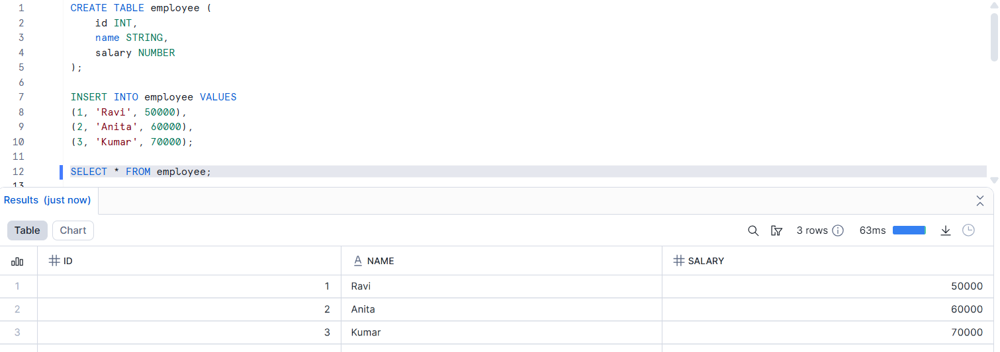 1 CREATE TABLE employee (
2 id INT,
3 name STRING,
4 salary NUMBER
5 );
6
7 INSERT INTO employee VALUES
8 (1, 'Ravi', 50000),
9 (2, 'Anita', 60000),
10 (3, 'Kumar', 70000);
11
12 SELECT * FROM employee;
13
Results (just now)
Table Chart 3 rows 63ms
ID NAME SALARY
1 1 Ravi 50000
2 2 Anita 60000
3 3 Kumar 70000